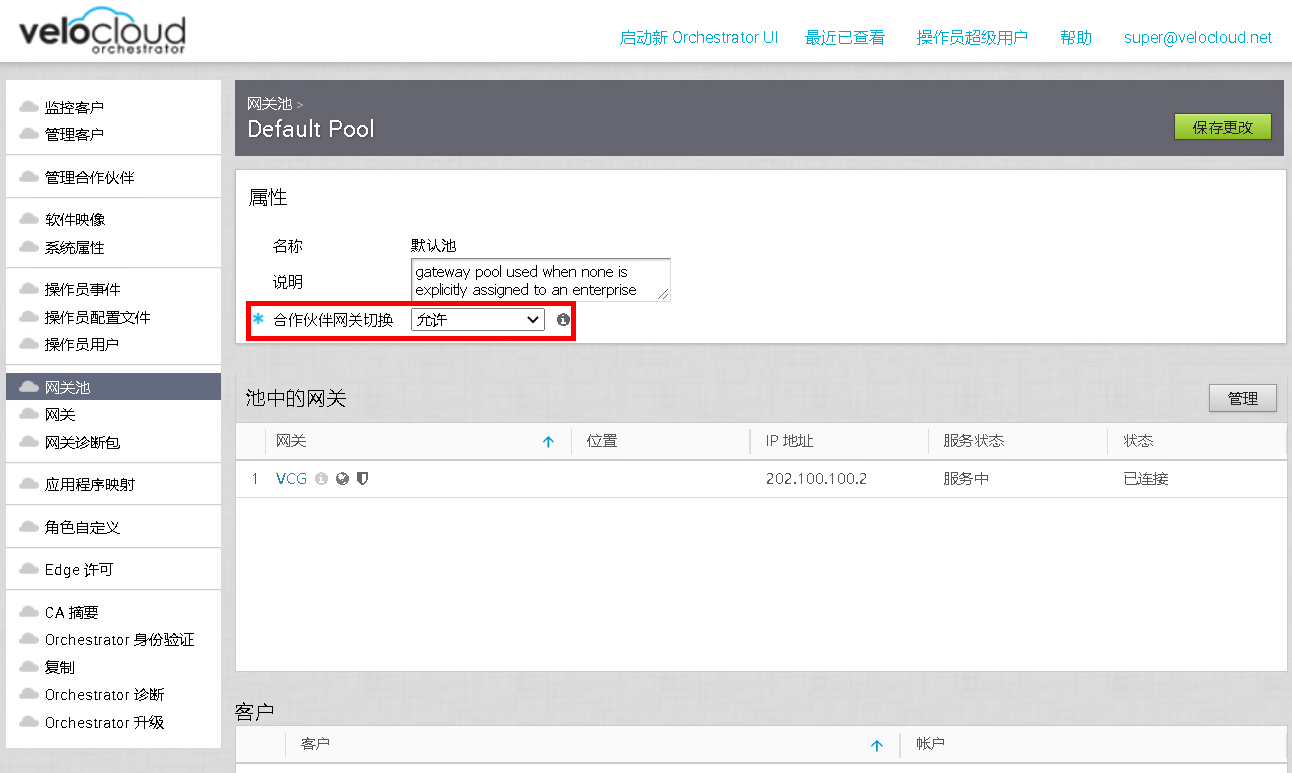 velocloud
orchestrator
启动新 Orchestrator UI 最近已查看 操作员超级用户 帮助 super@velocloud.net
监控客户
管理客户
管理合作伙伴
软件映像
系统属性
操作员事件
操作员配置文件
操作员用户
网关池
网关
网关诊断包
应用程序映射
角色自定义
Edge 许可
CA 摘要
Orchestrator 身份验证
复制
Orchestrator 诊断
Orchestrator 升级
网关池 >
Default Pool
保存更改
属性
名称 默认池
说明 gateway pool used when none is
explicitly assigned to an enterprise
* 合作伙伴网关切换 允许
池中的网关 管理
网关 位置 IP 地址 服务状态 状态
1 VCG 202.100.100.2 服务中 已连接
客户
客户 帐户